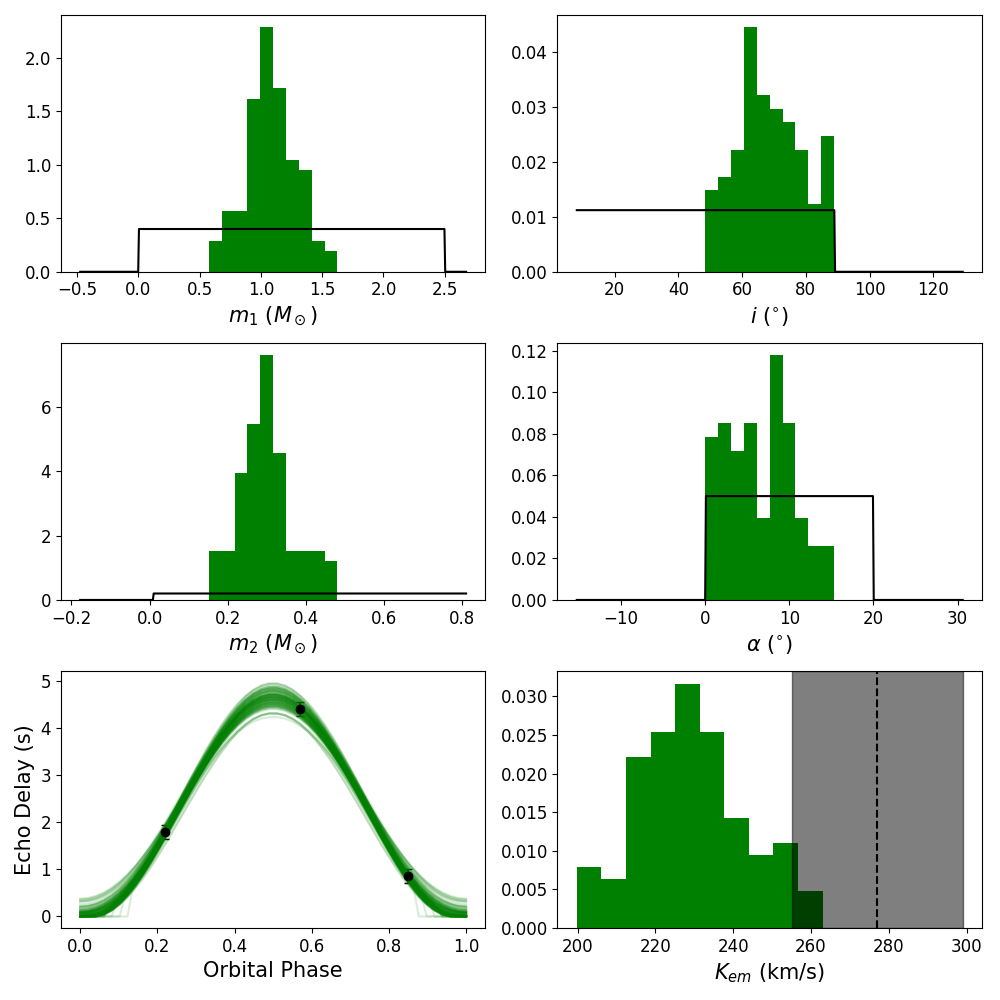 2.0
1.5
1.0
0.5
0.0
−0.5 0.0 0.5 1.0 1.5 2.0 2.5
m₁ (M_⊙)
0.04
0.03
0.02
0.01
0.00
20 40 60 80 100 120
i (°)
6
4
2
0
−0.2 0.0 0.2 0.4 0.6 0.8
m₂ (M_⊙)
0.12
0.10
0.08
0.06
0.04
0.02
0.00
−10 0 10 20 30
α (°)
Echo Delay (s)
5
4
3
2
1
0
0.0 0.2 0.4 0.6 0.8 1.0
Orbital Phase
0.030
0.025
0.020
0.015
0.010
0.005
0.000
200 220 240 260 280 300
K_em (km/s)